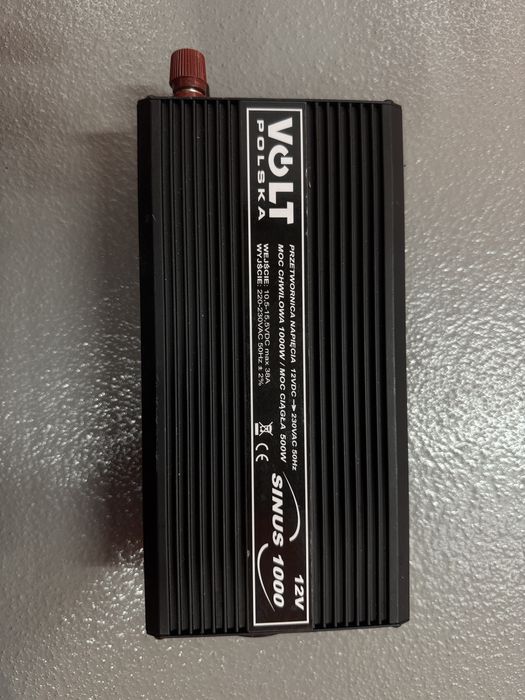 VOLT
POLSKA
PRZETWORNICA NAPIĘCIA 12VDC → 230VAC 50Hz
MOC CHWILOWA 1000W / MOC CIĄGŁA 500W
WEJŚCIE: 10,5-15,5VDC max 38A
WYJŚCIE: 220-230VAC 50Hz ± 2%
CE
12V
SINUS 1000